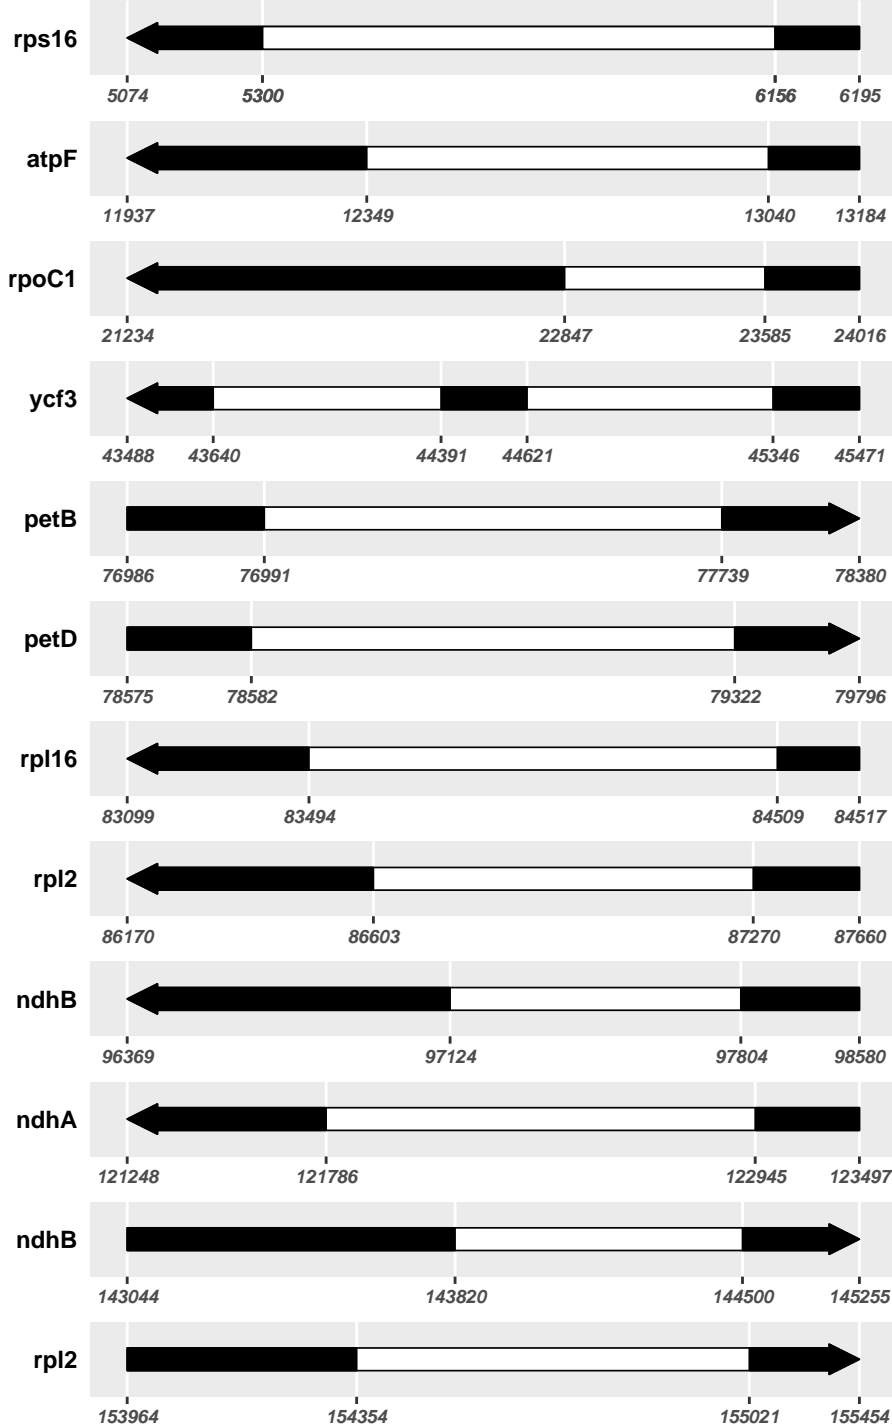 rps16
5074 5300 6156 6195
atpF
11937 12349 13040 13184
rpoC1
21234 22847 23585 24016
ycf3
43488 43640 44391 44621 45346 45471
petB
76986 76991 77739 78380
petD
78575 78582 79322 79796
rpl16
83099 83494 84509 84517
rpl2
86170 86603 87270 87660
ndhB
96369 97124 97804 98580
ndhA
121248 121786 122945 123497
ndhB
143044 143820 144500 145255
rpl2
153964 154354 155021 155454